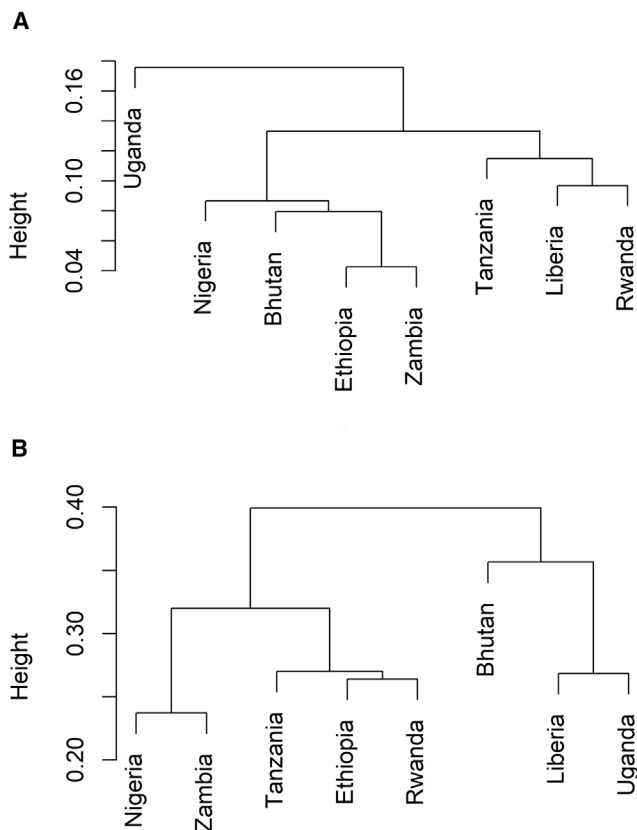 A
Height
0.16
0.10
0.04
Uganda
Nigeria
Bhutan
Ethiopia
Zambia
Tanzania
Liberia
Rwanda
B
Height
0.40
0.30
0.20
Nigeria
Zambia
Tanzania
Ethiopia
Rwanda
Bhutan
Liberia
Uganda